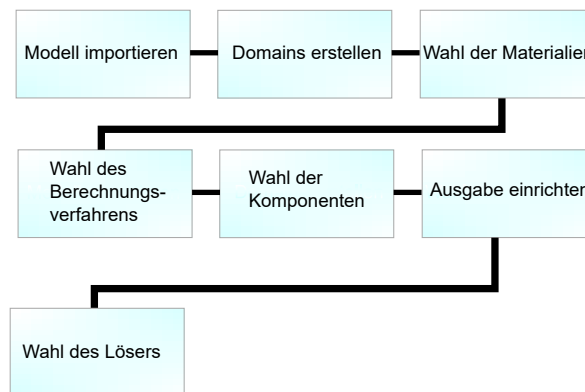 Modell importieren
Domains erstellen
Wahl der Materialien
Wahl des
Berechnungs-
verfahrens
Wahl der
Komponenten
Ausgabe einrichten
Wahl des Lösers